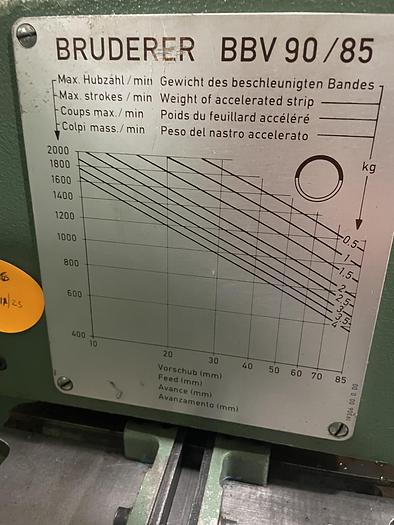 BRUDERER BBV 90/85
Max. Hubzahl/min Gewicht des beschleunigten Bandes
Max. strokes/min Weight of accelerated strip
Coups max./min Poids du feuillard accéléré
Colpi mass./min Peso del nastro accelerato
kg
2000
1800
1600
1400
1200
1000
800
600
400
0,5
1
1,5
2
2,5
3
4
10 20 30 40 50 60 70 85
Vorschub (mm)
Feed (mm)
Avance (mm)
Avanzamento (mm)